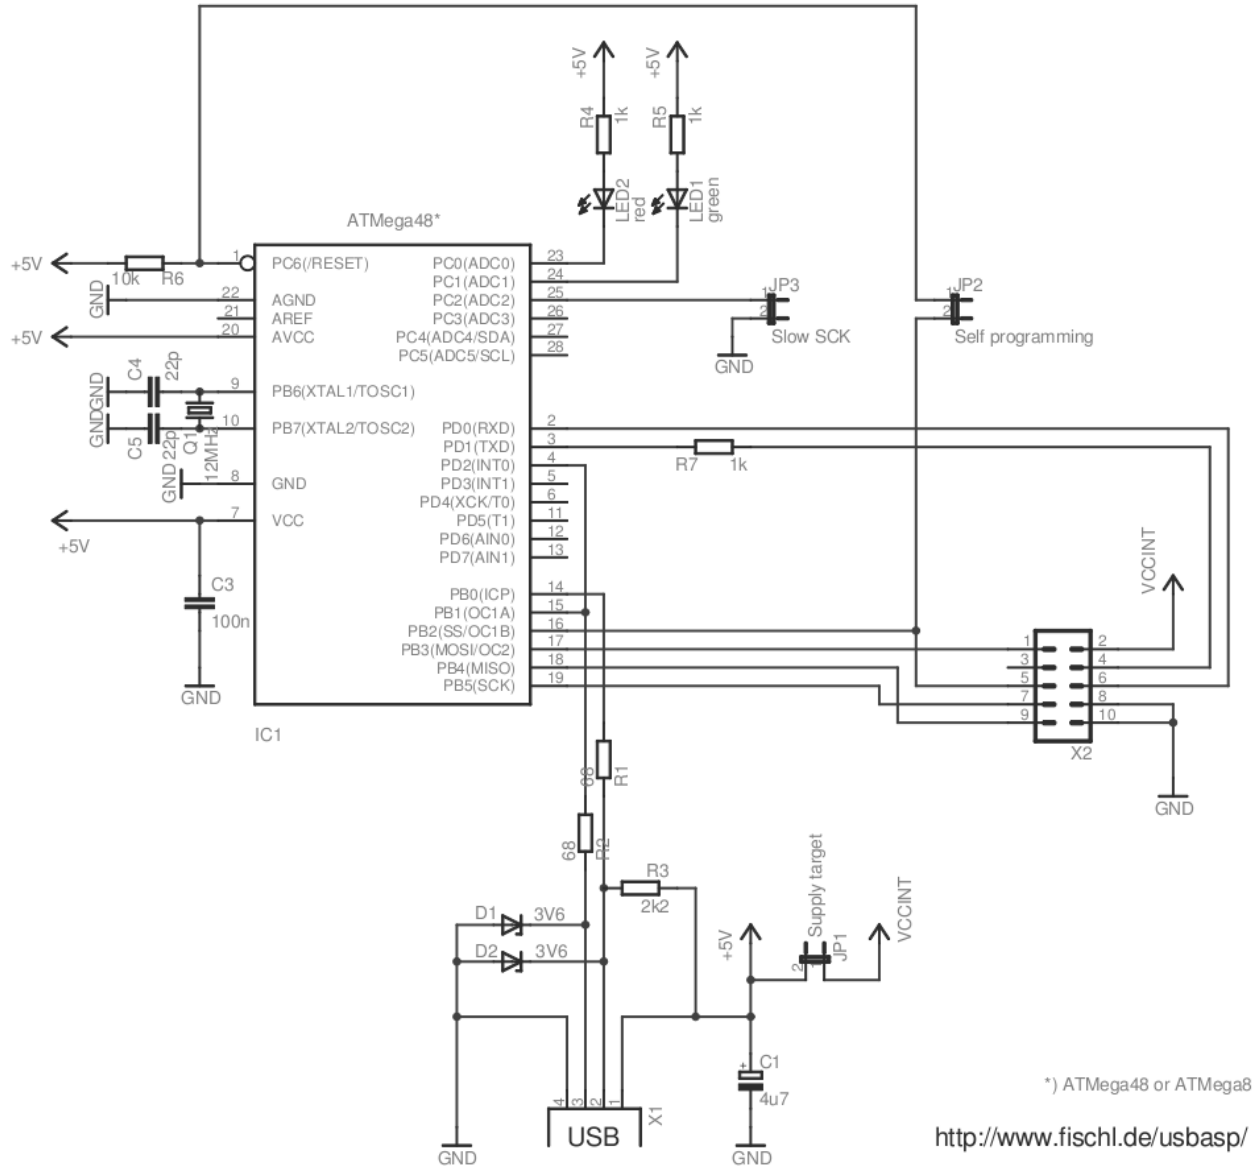 +5V
+5V
R4
1k
R5
1k
LED2
red
LED1
green
ATMega48*
+5V
10k
R6
1
PC6(/RESET)
PC0(ADC0)
23
PC1(ADC1)
24
GND
22
AGND
PC2(ADC2)
25
21
AREF
PC3(ADC3)
26
+5V
20
AVCC
PC4(ADC4/SDA)
27
PC5(ADC5/SCL)
28
1
2
JP3
Slow SCK
GND
1
2
JP2
Self programming
GND
C4
22p
9
PB6(XTAL1/TOSC1)
GND
C5
22p
Q1
12MHz
10
PB7(XTAL2/TOSC2)
PD0(RXD)
2
PD1(TXD)
3
R7
1k
PD2(INT0)
4
GND
8
GND
PD3(INT1)
5
PD4(XCK/T0)
6
+5V
7
VCC
PD5(T1)
11
PD6(AIN0)
12
PD7(AIN1)
13
VCCINT
C3
100n
GND
PB0(ICP)
14
PB1(OC1A)
15
PB2(SS/OC1B)
16
PB3(MOSI/OC2)
17
PB4(MISO)
18
PB5(SCK)
19
1
2
3
4
5
6
7
8
9
10
X2
GND
IC1
68
R1
68
R2
R3
2k2
D1
3V6
D2
3V6
+5V
Supply target
2
1
JP1
VCCINT
C1
+
4u7
GND
4
3
2
1
X1
USB
GND
*) ATMega48 or ATMega8
http://www.fischl.de/usbasp/